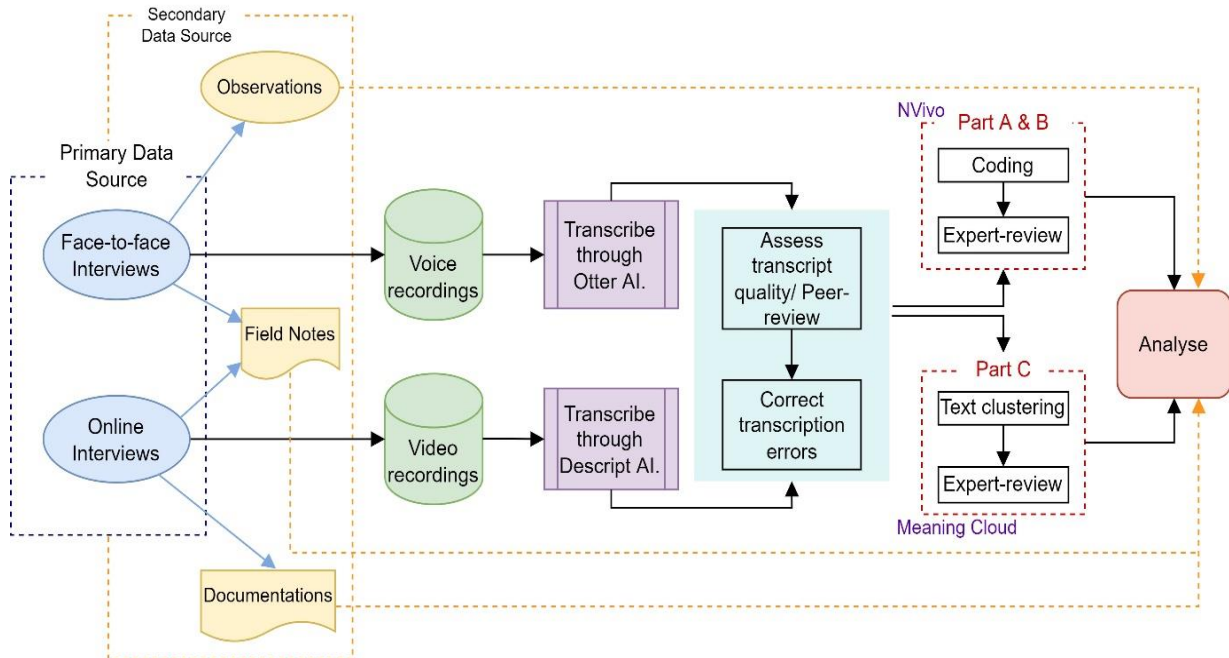 Secondary
Data Source
Observations
Primary Data
Source
Face-to-face
Interviews
Field Notes
Online
Interviews
Documentations
Voice
recordings
Video
recordings
Transcribe
through
Otter AI.
Transcribe
through
Descript AI.
Assess
transcript
quality/ Peer-
review
Correct
transcription
errors
NVivo
Part A & B
Coding
Expert-review
Part C
Text clustering
Expert-review
Meaning Cloud
Analyse